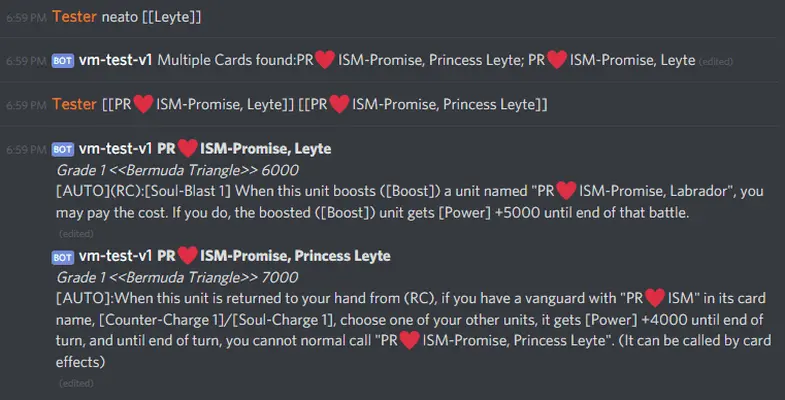 6:59 PM Tester neato [[Leyte]]
6:59 PM BOT vm-test-v1 Multiple Cards found:PR❤️ISM-Promise, Princess Leyte; PR❤️ISM-Promise, Leyte (edited)
6:59 PM Tester [[PR❤️ISM-Promise, Leyte]] [[PR❤️ISM-Promise, Princess Leyte]]
6:59 PM BOT vm-test-v1 PR❤️ISM-Promise, Leyte
Grade 1 <<Bermuda Triangle>> 6000
[AUTO](RC):[Soul-Blast 1] When this unit boosts ([Boost]) a unit named "PR❤️ISM-Promise, Labrador", you
may pay the cost. If you do, the boosted ([Boost]) unit gets [Power] +5000 until end of that battle.
(edited)
BOT vm-test-v1 PR❤️ISM-Promise, Princess Leyte
Grade 1 <<Bermuda Triangle>> 7000
[AUTO]:When this unit is returned to your hand from (RC), if you have a vanguard with "PR❤️ISM" in its card
name, [Counter-Charge 1]/[Soul-Charge 1], choose one of your other units, it gets [Power] +4000 until end of
turn, and until end of turn, you cannot normal call "PR❤️ISM-Promise, Princess Leyte". (It can be called by card
effects)
(edited)